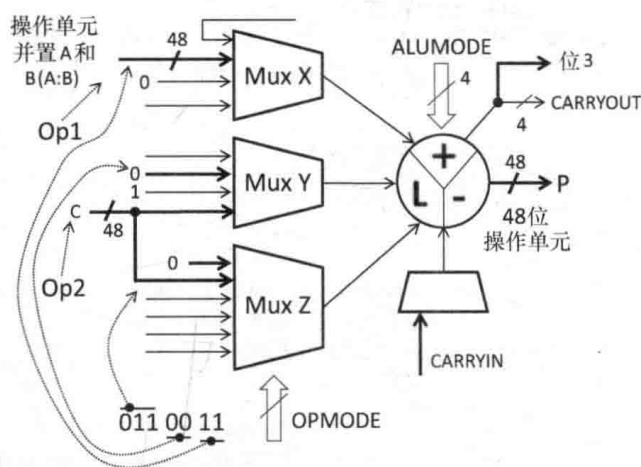 操作单元
并置A和
B(A:B)
Op1
48
0
Mux X
ALUMODE
4
位3
CARRYOUT
4
0
1
Mux Y
+
L
-
48
P
48位
操作单元
C
48
Op2
0
Mux Z
CARRYIN
011 00 11
OPMODE